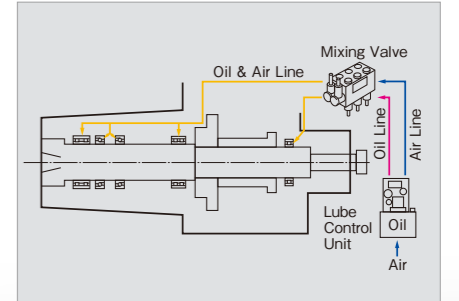 Mixing Valve
Oil & Air Line
Oil Line
Air Line
Lube
Control
Unit
Oil
Air